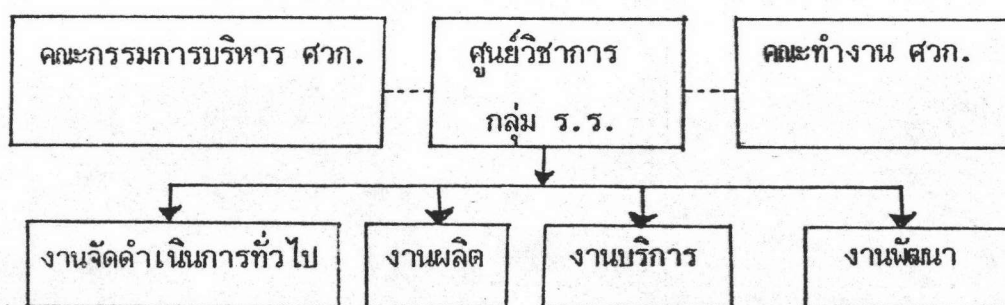 คณะกรรมการบริหาร ศวก.
ศูนย์วิชาการ
กลุ่ม ร.ร.
คณะทำงาน ศวก.
งานจัดดำเนินการทั่วไป
งานผลิต
งานบริการ
งานพัฒนา